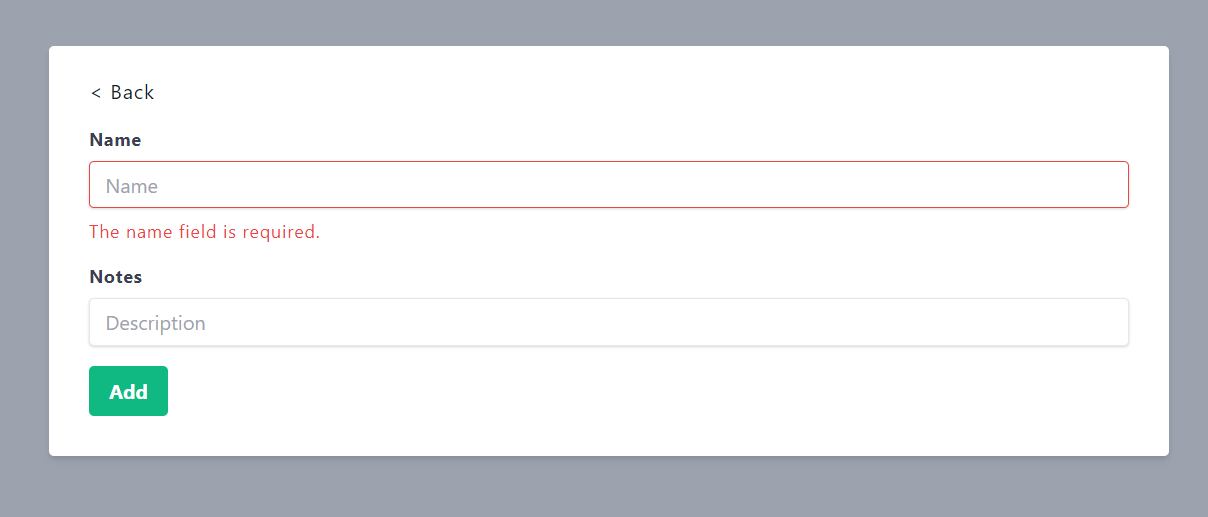 < Back
Name
Name
The name field is required.
Notes
Description
Add